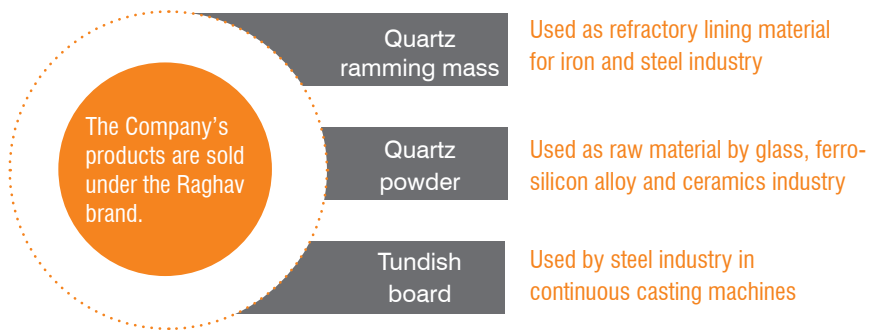 The Company's
products are sold
under the Raghav
brand.
Quartz
ramming mass
Used as refractory lining material
for iron and steel industry
Quartz
powder
Used as raw material by glass, ferro-
silicon alloy and ceramics industry
Tundish
board
Used by steel industry in
continuous casting machines